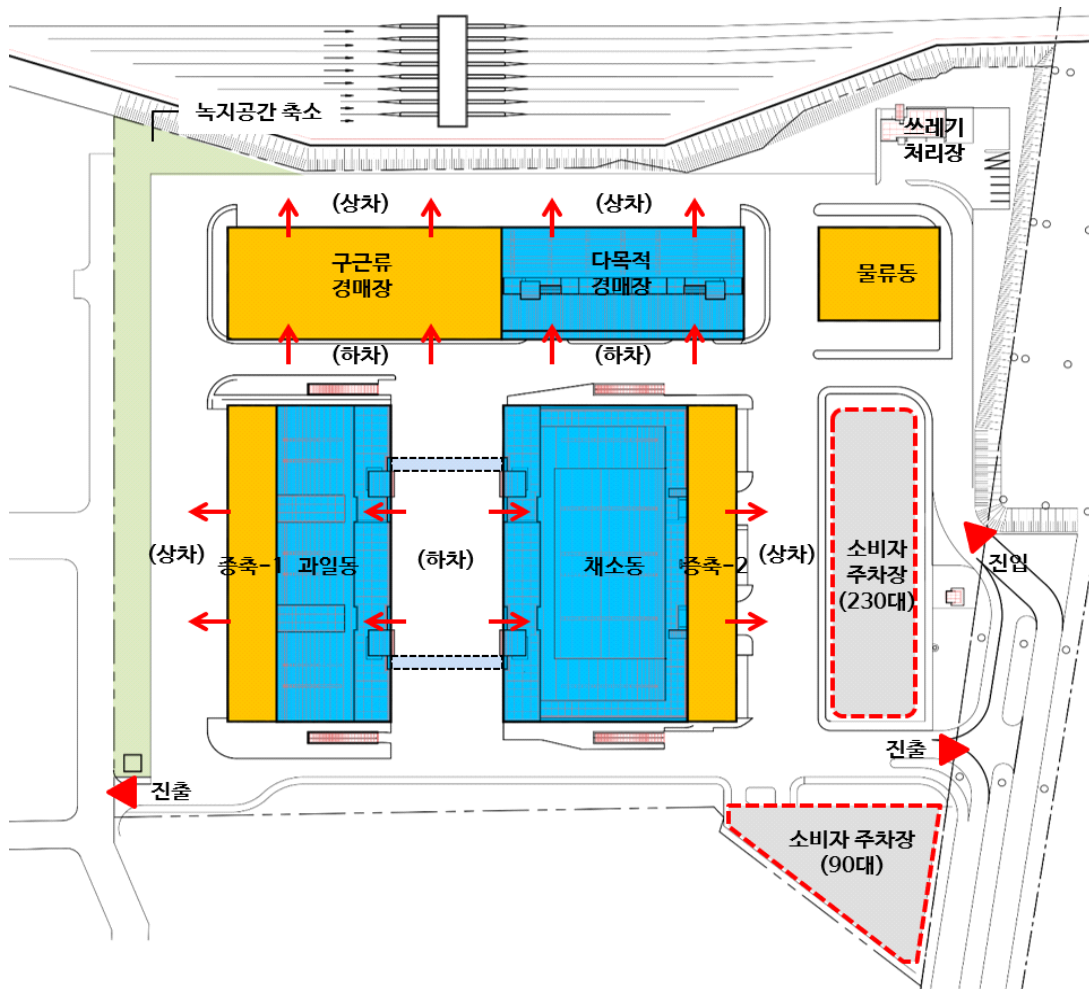 녹지공간 축소
쓰레기
처리장
(상차)
(상차)
구근류
경매장
다목적
경매장
물류동
(하차)
(하차)
(상차)
증축-1
과일동
(하차)
채소동
증축-2
(상차)
소비자
주차장
(230대)
진입
진출
진출
소비자 주차장
(90대)